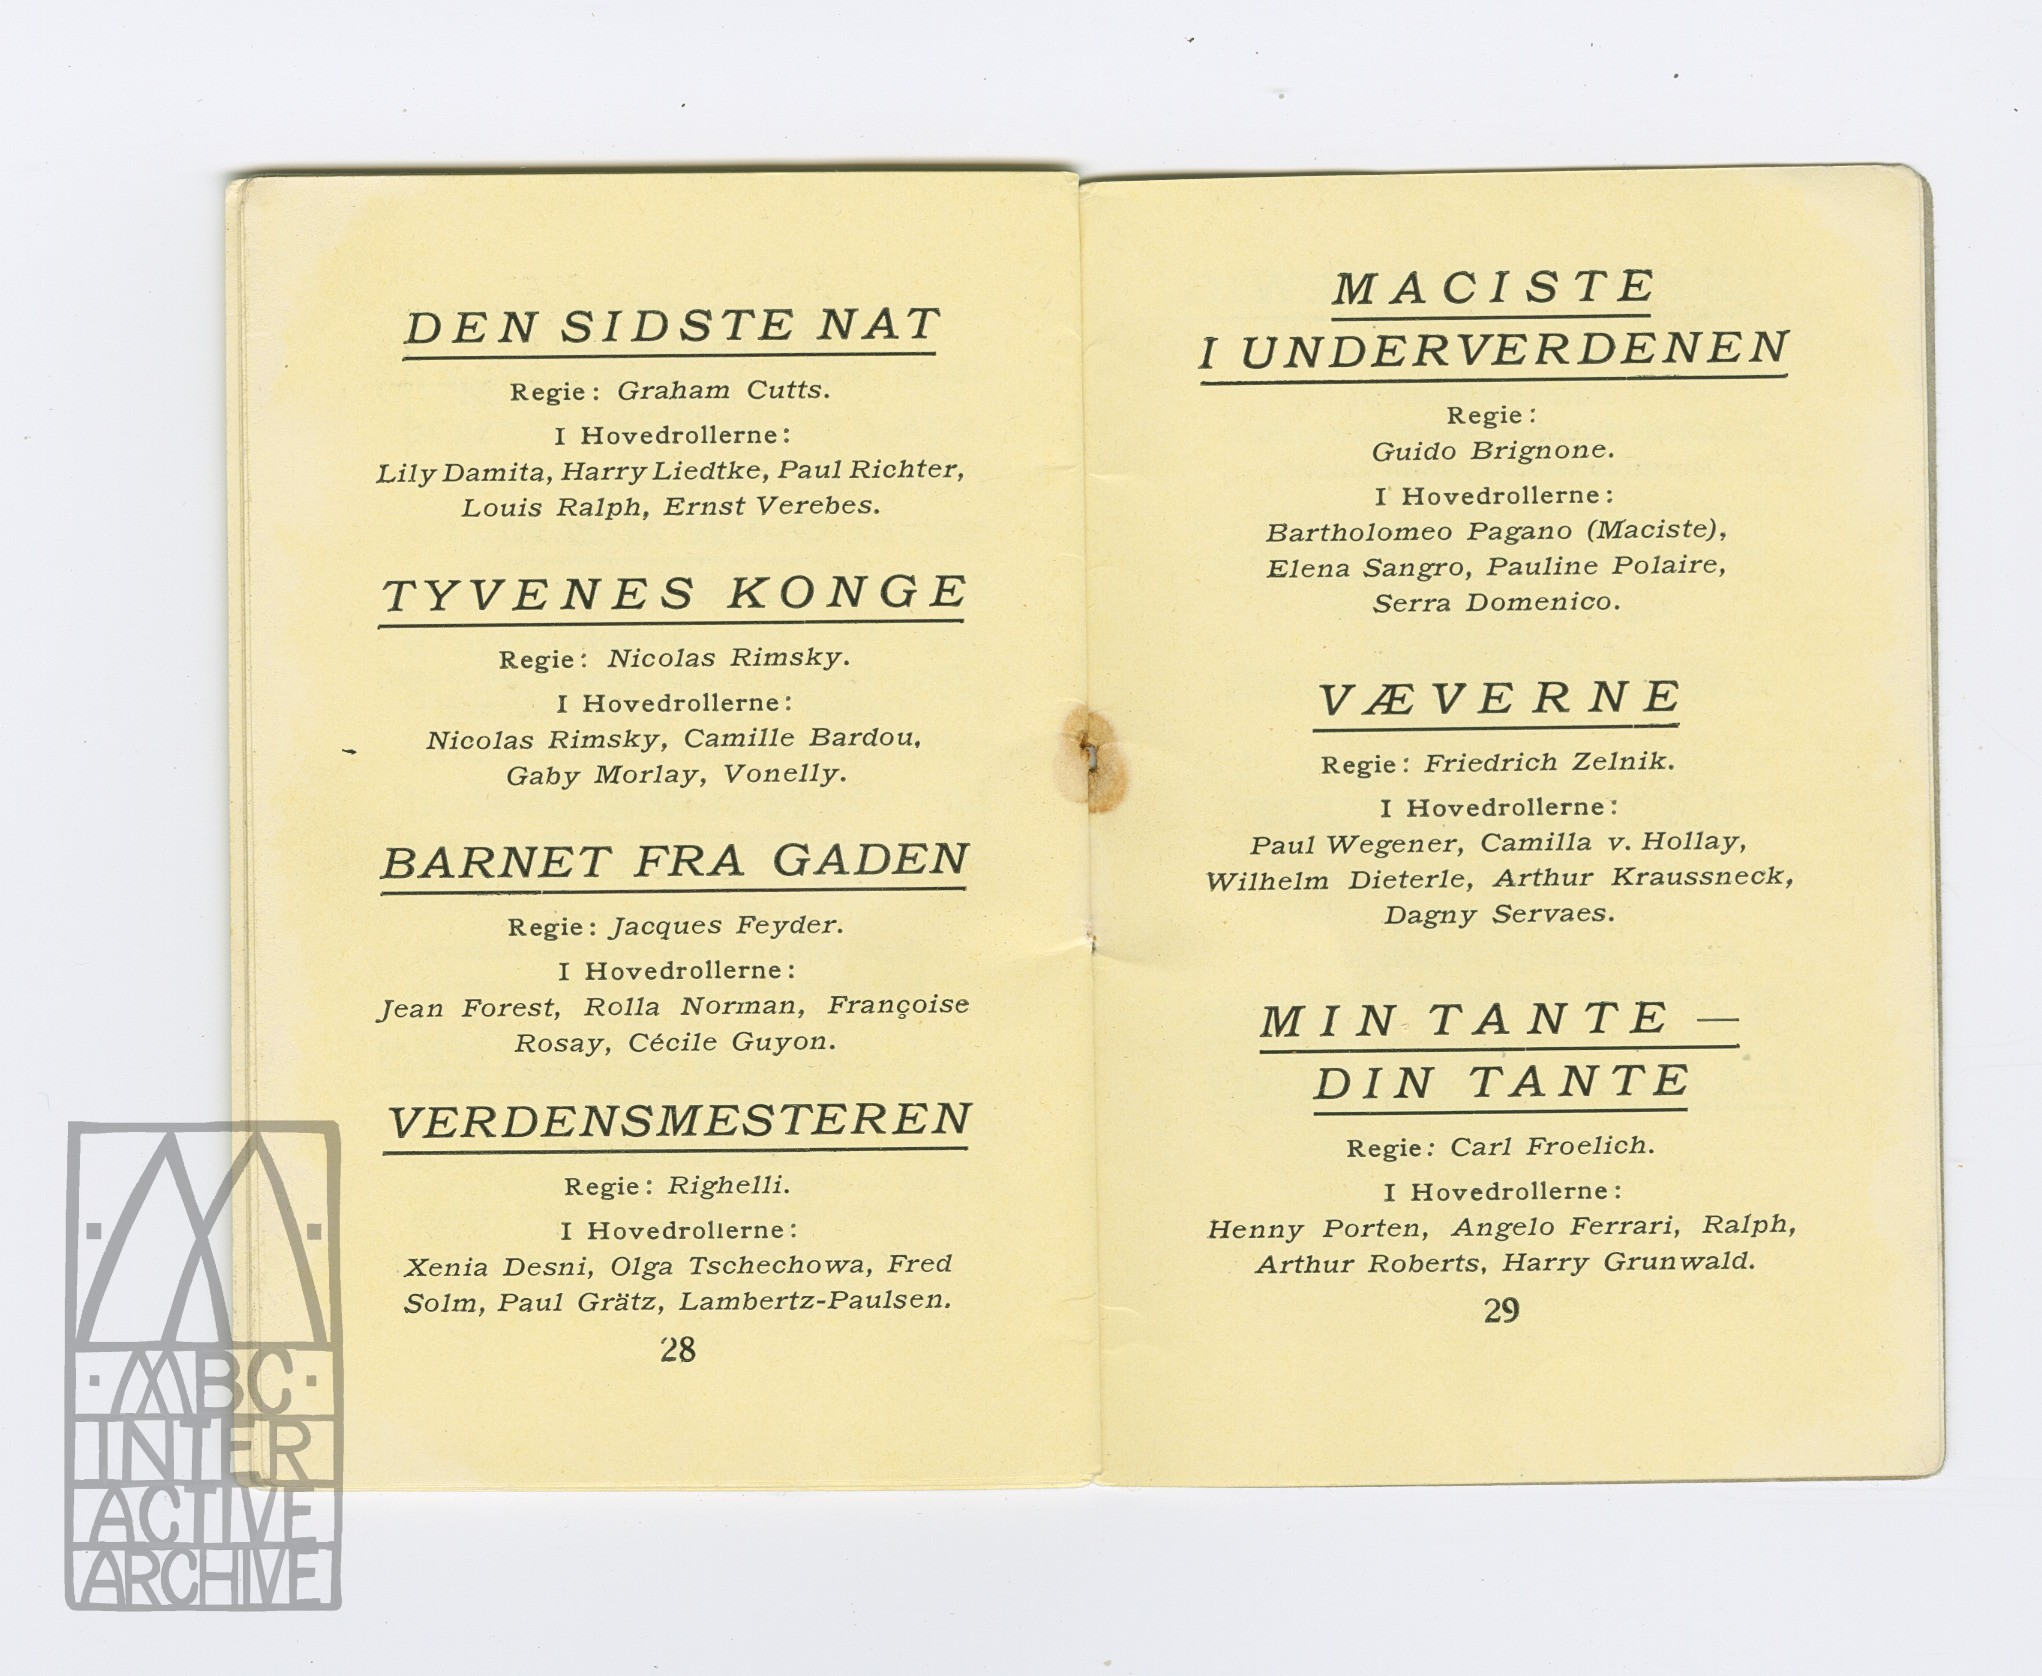 DEN SIDSTE NAT
Regie: Graham Cutts.
I Hovedrollerne:
Lily Damita, Harry Liedtke, Paul Richter,
Louis Ralph, Ernst Verebes.
TYVENES KONGE
Regie: Nicolas Rimsky.
I Hovedrollerne:
Nicolas Rimsky, Camille Bardou,
Gaby Morlay, Vonelly.
BARNET FRA GADEN
Regie: Jacques Feyder.
I Hovedrollerne:
Jean Forest, Rolla Norman, Françoise
Rosay, Cécile Guyon.
VERDENSMESTEREN
Regie: Righelli.
I Hovedrollerne:
Xenia Desni, Olga Tschechowa, Fred
Solm, Paul Grätz, Lambertz-Paulsen.
28
MACISTE
I UNDERVERDENEN
Regie:
Guido Brignone.
I Hovedrollerne:
Bartholomeo Pagano (Maciste),
Elena Sangro, Pauline Polaire,
Serra Domenico.
VÆVERNE
Regie: Friedrich Zelnik.
I Hovedrollerne:
Paul Wegener, Camilla v. Hollay,
Wilhelm Dieterle, Arthur Kraussneck,
Dagny Servaes.
MIN TANTE —
DIN TANTE
Regie: Carl Froelich.
I Hovedrollerne:
Henny Porten, Angelo Ferrari, Ralph,
Arthur Roberts, Harry Grunwald.
29
MBC
INTER
ACTIVE
ARCHIVE